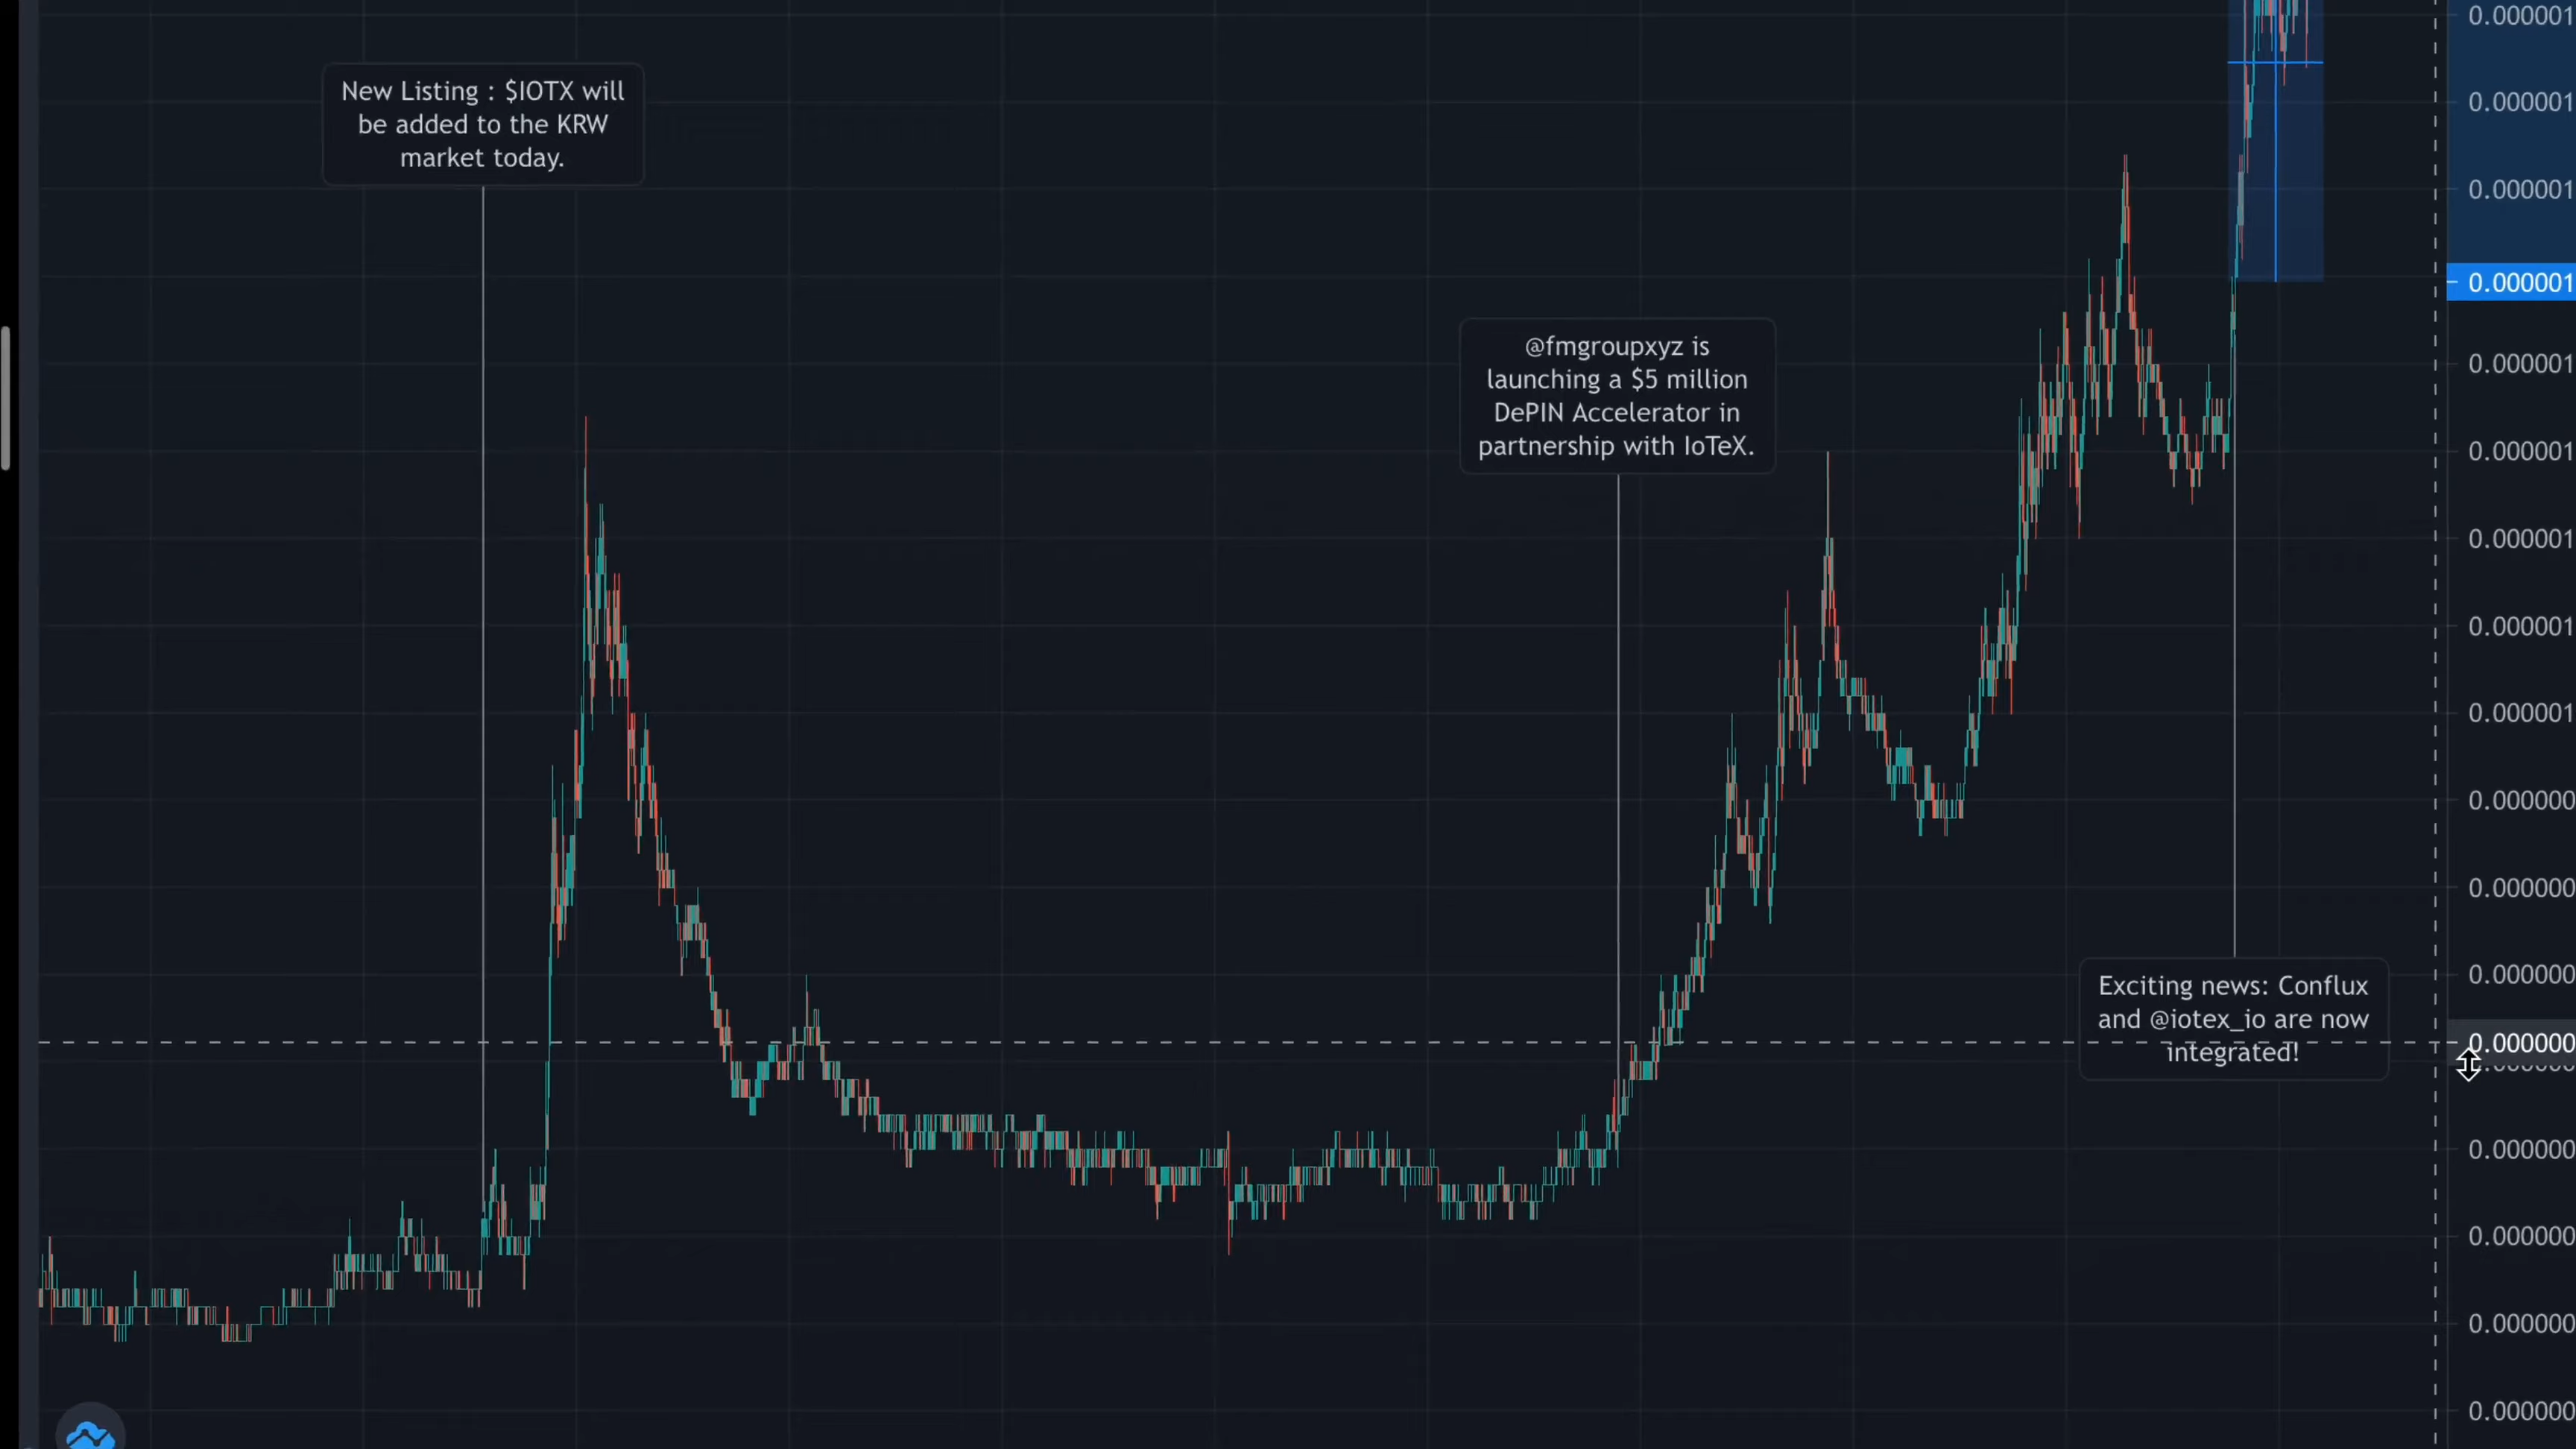 New Listing : $IOTX will
be added to the KRW
market today.
@fmgroupxyz is
launching a $5 million
DePIN Accelerator in
partnership with IoTeX.
Exciting news: Conflux
and @iotex_io are now
integrated!
0.000001
0.000001
0.000001
0.000001
0.000001
0.000001
0.000001
0.000001
0.000001
0.000000
0.000000
0.000000
0.000000
0.000000
0.000000
0.000000
0.000000